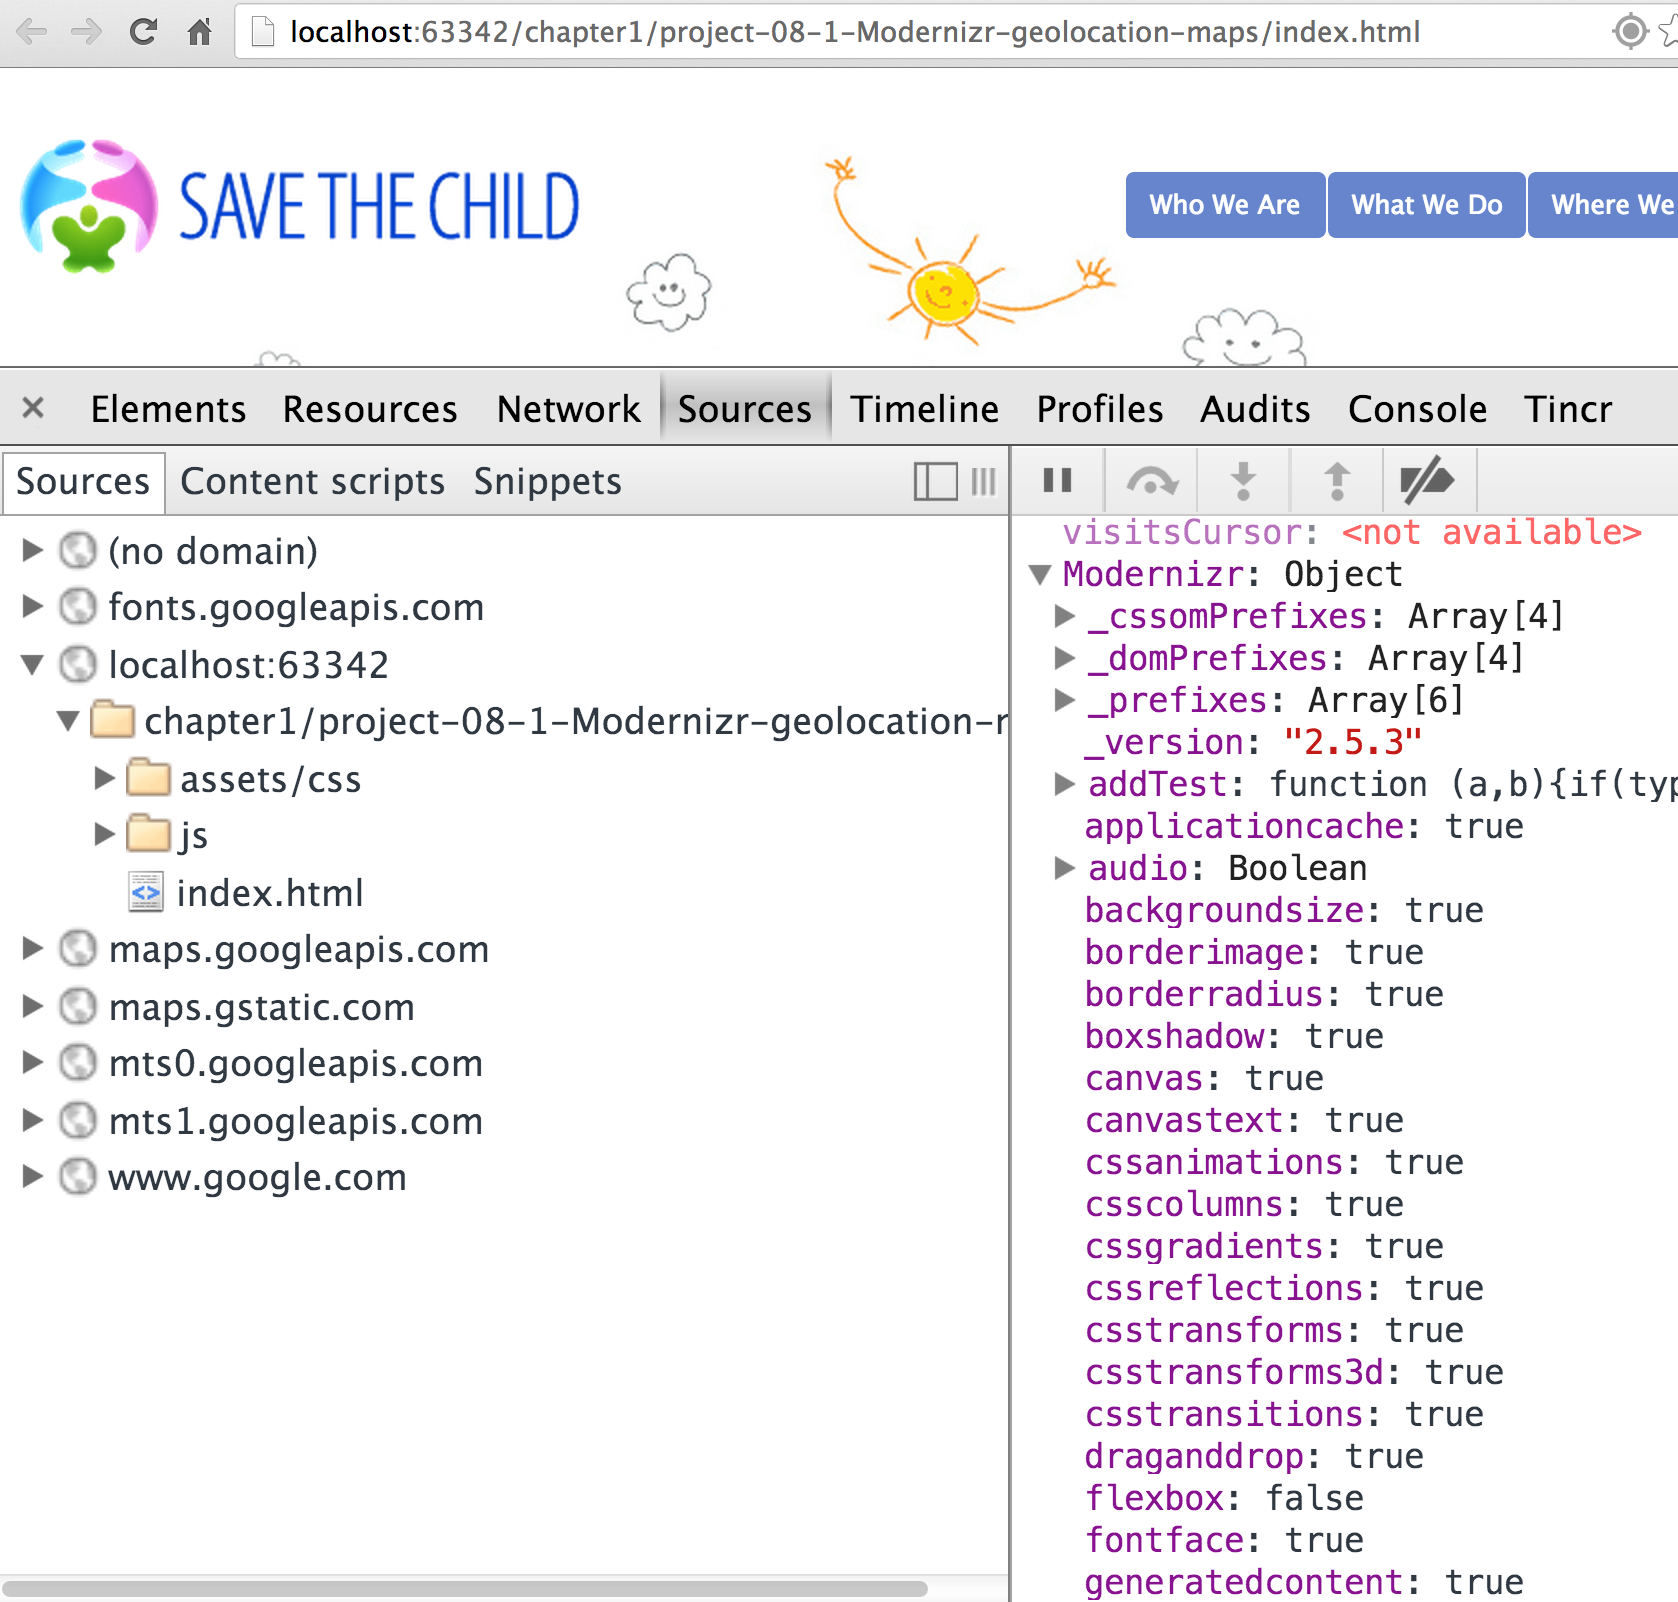 localhost:63342/chapter1/project-08-1-Modernizr-geolocation-maps/index.html
SAVE THE CHILD
Who We Are
What We Do
Where We
Elements Resources Network Sources Timeline Profiles Audits Console Tincr
Sources Content scripts Snippets
(no domain)
fonts.googleapis.com
localhost:63342
chapter1/project-08-1-Modernizr-geolocation-
assets/css
js
index.html
maps.googleapis.com
maps.gstatic.com
mts0.googleapis.com
mts1.googleapis.com
www.google.com
visitsCursor: <not available>
Modernizr: Object
_cssomPrefixes: Array[4]
_domPrefixes: Array[4]
_prefixes: Array[6]
_version: "2.5.3"
addTest: function (a,b){if(typ
applicationcache: true
audio: Boolean
backgroundsize: true
borderimage: true
borderradius: true
boxshadow: true
canvas: true
canvastext: true
cssanimations: true
csscolumns: true
cssgradients: true
cssreflections: true
csstransforms: true
csstransforms3d: true
csstransitions: true
draganddrop: true
flexbox: false
fontface: true
generatedcontent: true